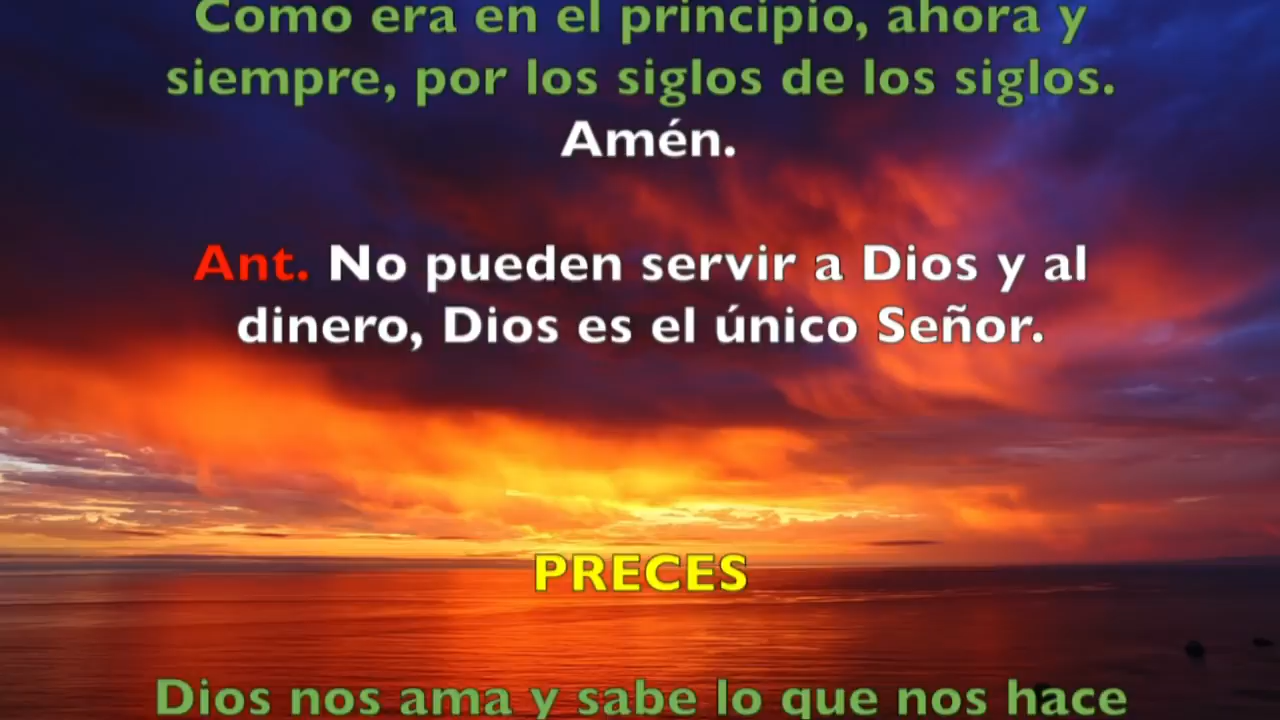 Como era en el principio, ahora y
siempre, por los siglos de los siglos.
Amén.
Ant. No pueden servir a Dios y al
dinero, Dios es el único Señor.
PRECES
Dios nos ama y sabe lo que nos hace